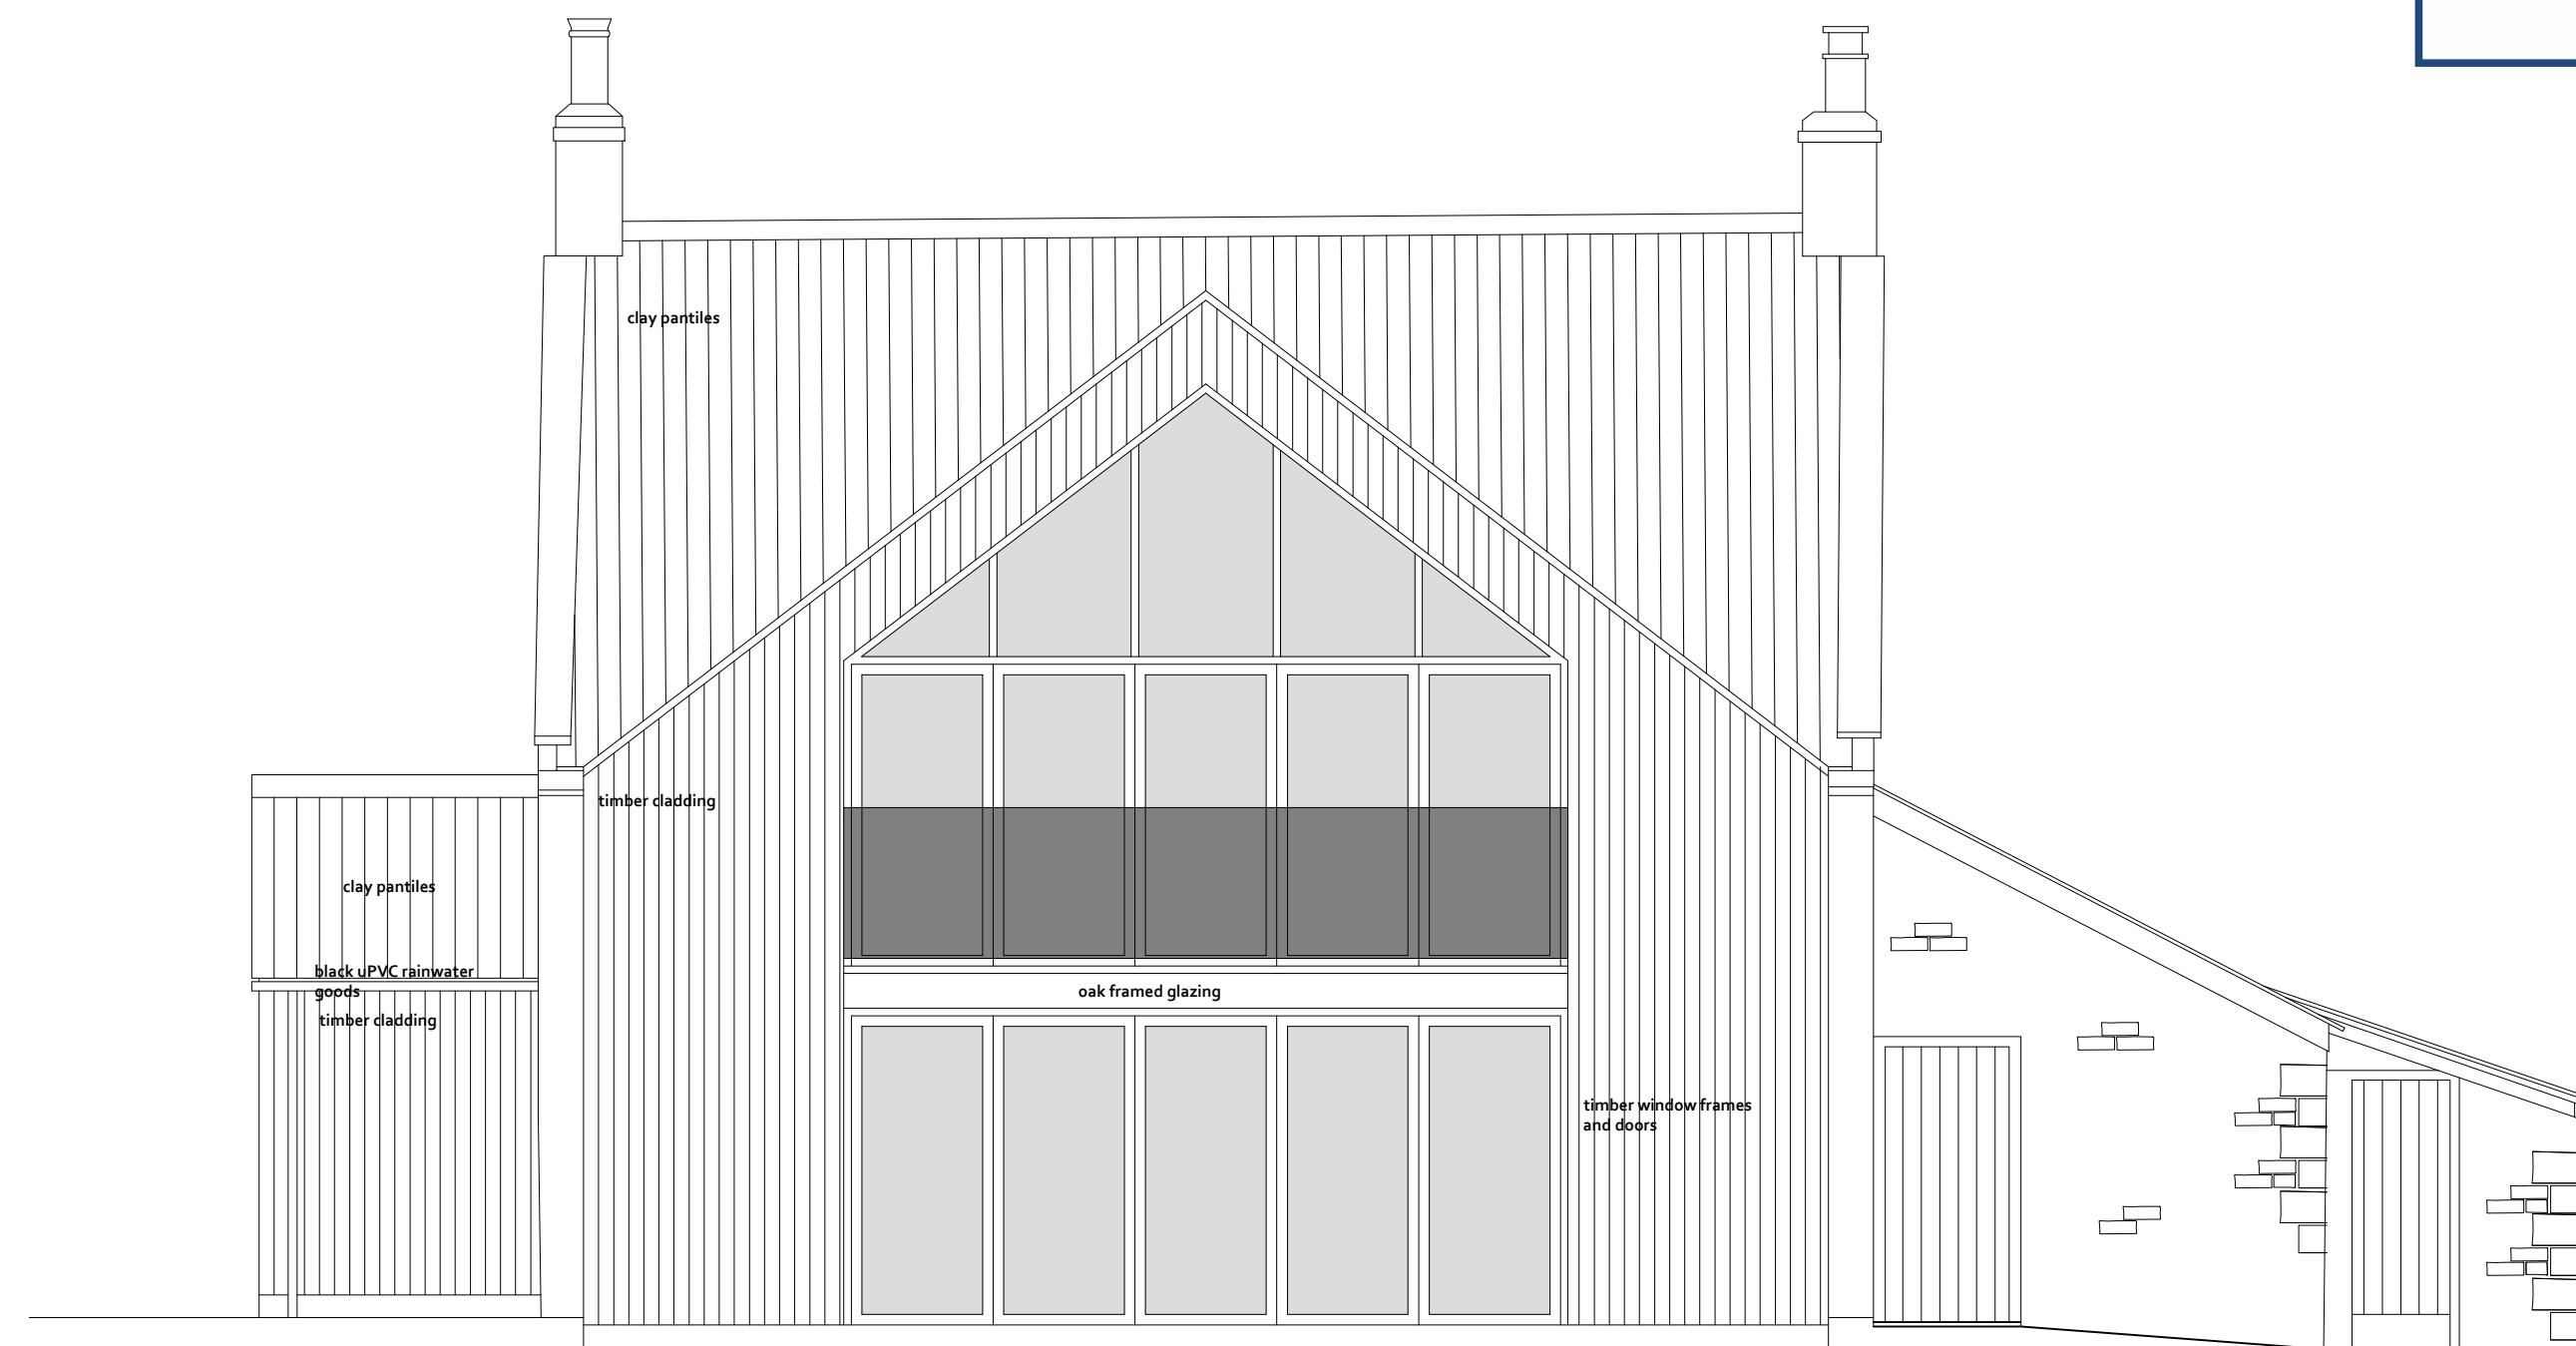 clay pantiles
timber cladding
clay pantiles
black uPVC rainwater
goods
timber cladding
oak framed glazing
timber window frames
and doors